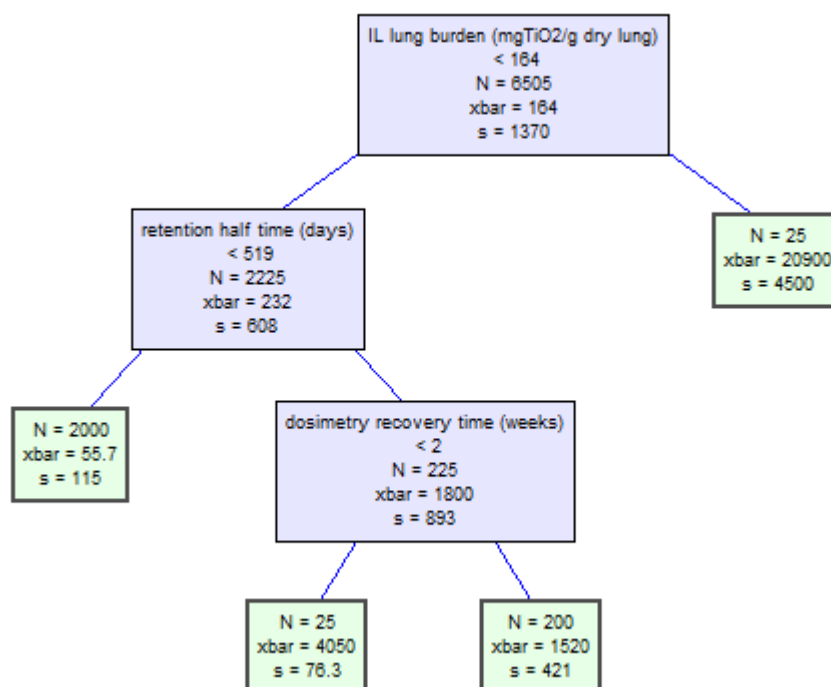 IL lung burden (mgTiO2/g dry lung)
< 164
N = 6505
xbar = 164
s = 1370
retention half time (days)
< 519
N = 2225
xbar = 232
s = 608
N = 25
xbar = 20900
s = 4500
N = 2000
xbar = 55.7
s = 115
dosimetry recovery time (weeks)
< 2
N = 225
xbar = 1800
s = 893
N = 25
xbar = 4050
s = 76.3
N = 200
xbar = 1520
s = 421